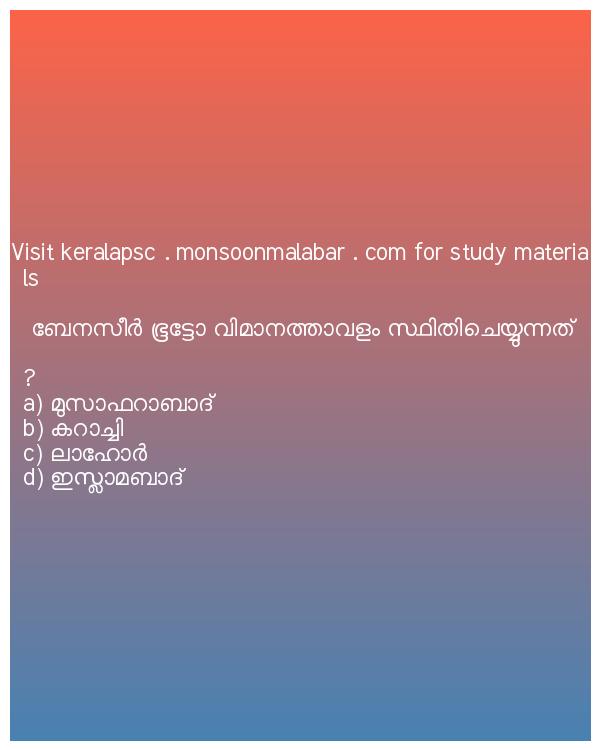 Visit keralapsc . monsoonmalabar . com for study materia
ls
ബേനസീർ ഭൂട്ടോ വിമാനത്താവളം സ്ഥിതിചെയ്യുന്നത്
?
a) മുസാഫറാബാദ്
b) കറാച്ചി
c) ലാഹോർ
d) ഇസ്ലാമബാദ്